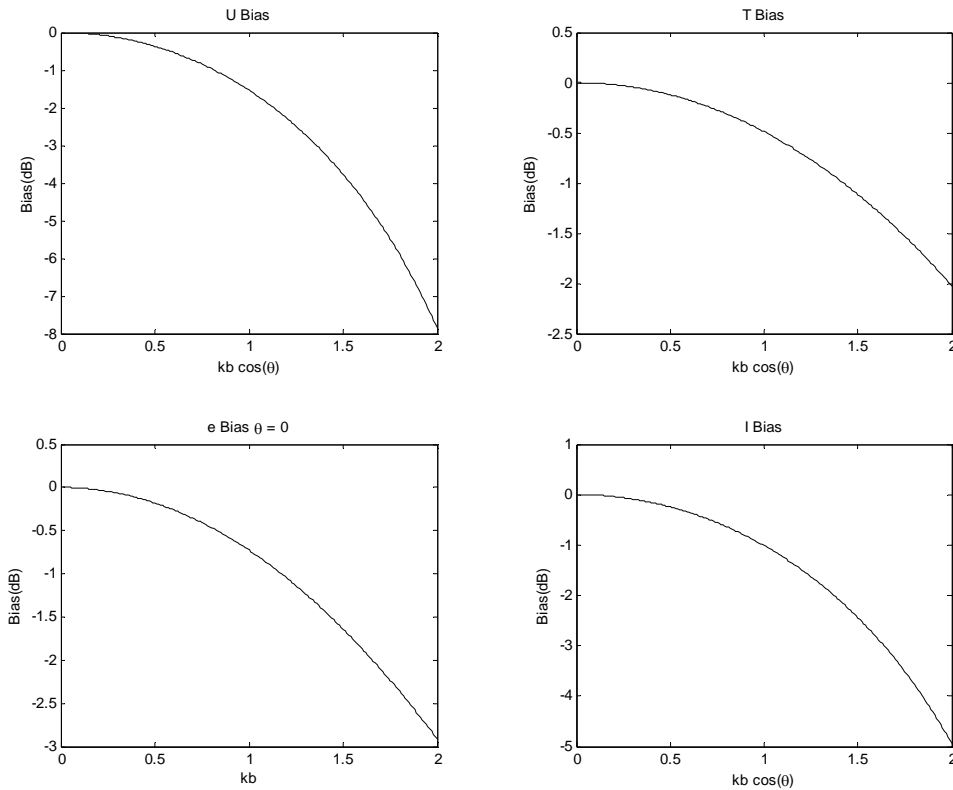 U Bias
0
-1
-2
-3
-4
-5
-6
-7
-8
Bias(dB)
0 0.5 1 1.5 2
kb cos(θ)
T Bias
0.5
0
-0.5
-1
-1.5
-2
-2.5
Bias(dB)
0 0.5 1 1.5 2
kb cos(θ)
e Bias θ = 0
0.5
0
-0.5
-1
-1.5
-2
-2.5
-3
Bias(dB)
0 0.5 1 1.5 2
kb
I Bias
1
0
-1
-2
-3
-4
-5
Bias(dB)
0 0.5 1 1.5 2
kb cos(θ)